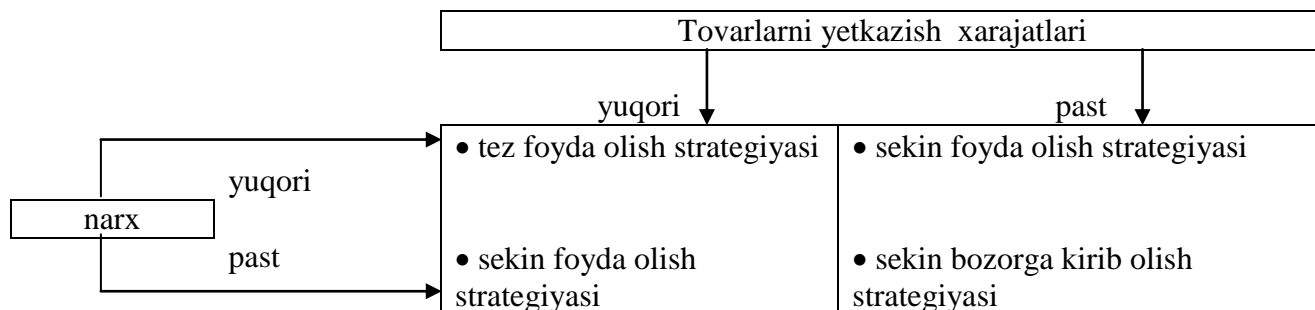 Tovarlarni yetkazish xarajatlari
yuqori past
• tez foyda olish strategiyasi • sekin foyda olish strategiyasi
yuqori
narx
past
• sekin foyda olish
strategiyasi
• sekin bozorga kirib olish
strategiyasi